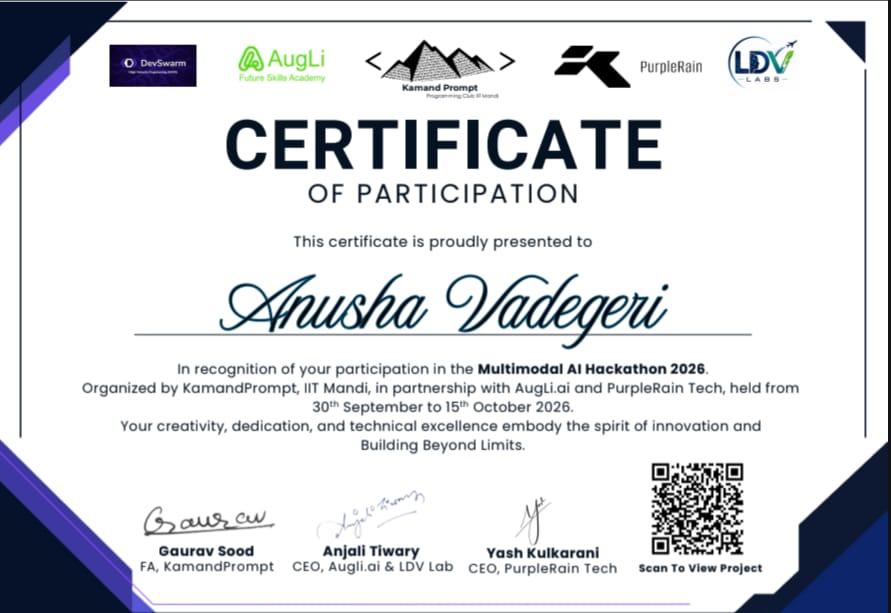 DevSwarm
AugLi
Future Skills Academy
< >
Kamand Prompt
Programming Club IIT Mandi
PurpleRain
LDV
LABS
CERTIFICATE
OF PARTICIPATION
This certificate is proudly presented to
Anusha Vadegeri
In recognition of your participation in the Multimodal AI Hackathon 2026.
Organized by KamandPrompt, IIT Mandi, in partnership with AugLi.ai and PurpleRain Tech, held from
30th September to 15th October 2026.
Your creativity, dedication, and technical excellence embody the spirit of innovation and
Building Beyond Limits.
Gaurav
Anjali Tiwary
Gaurav Sood
FA, KamandPrompt
Anjali Tiwary
CEO, Augli.ai & LDV Lab
Yash Kulkarani
CEO, PurpleRain Tech
Scan To View Project